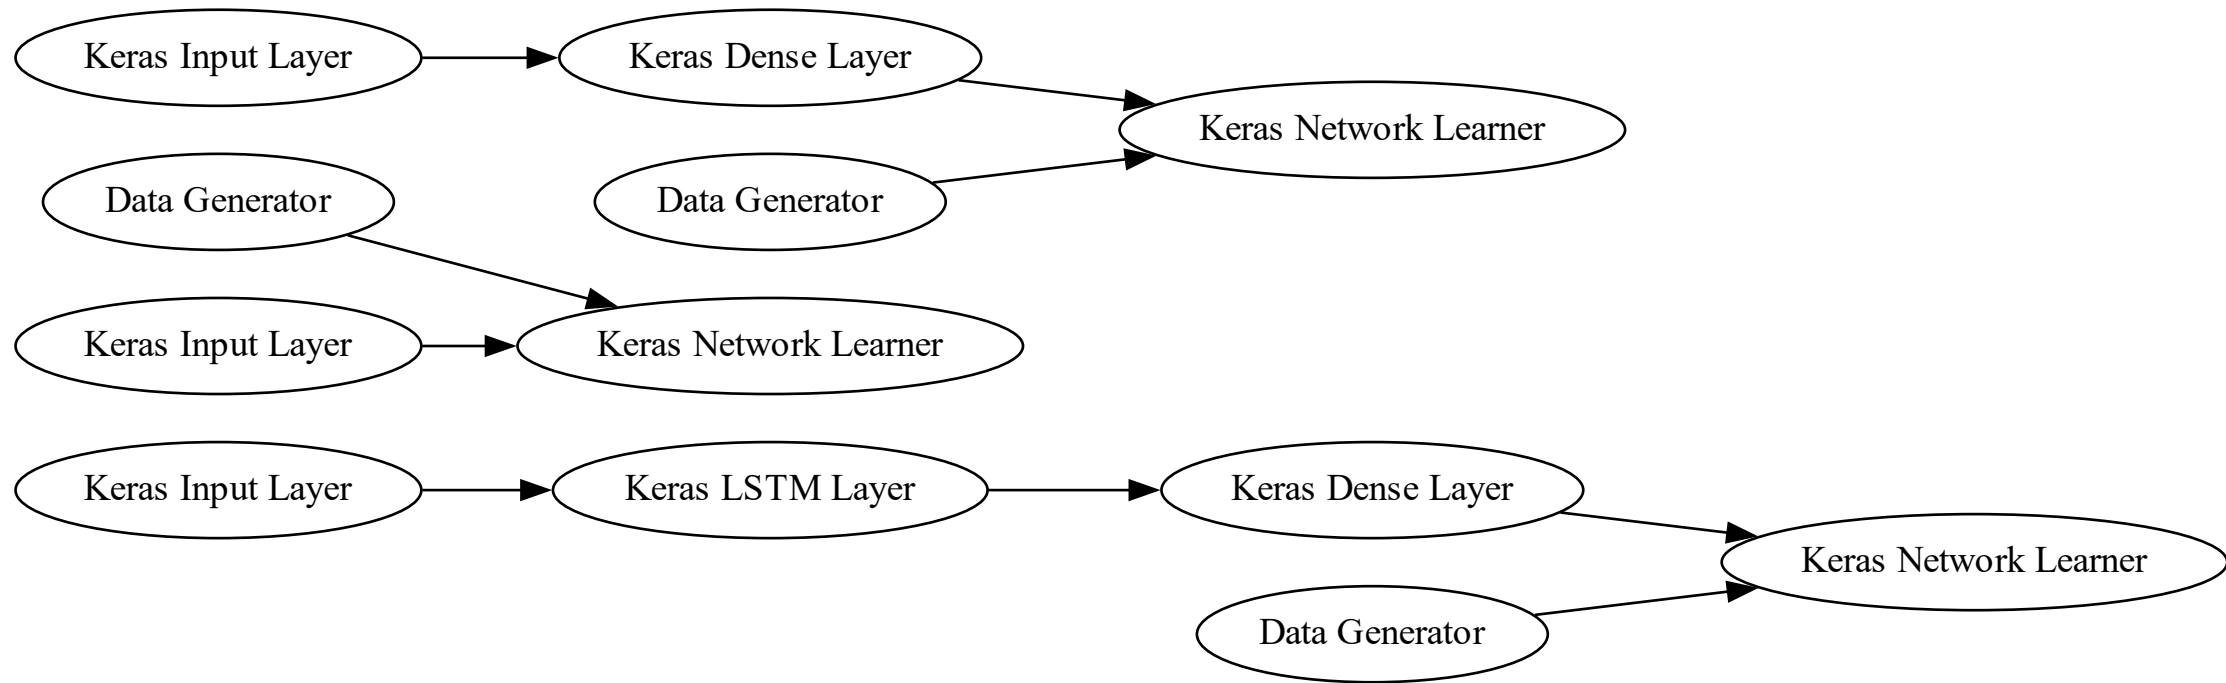 Keras Input Layer
Keras Dense Layer
Keras Network Learner
Data Generator
Data Generator
Keras Input Layer
Keras Network Learner
Keras Input Layer
Keras LSTM Layer
Keras Dense Layer
Keras Network Learner
Data Generator